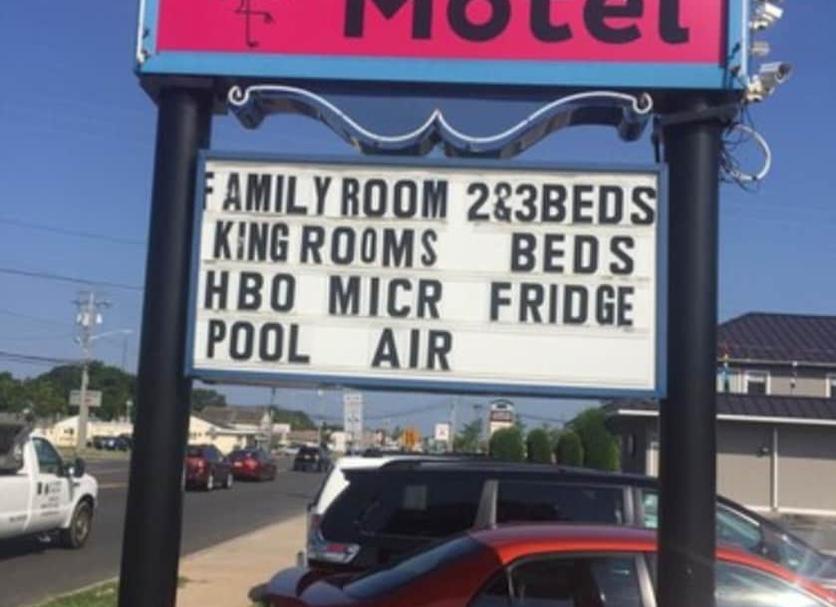 Motel
FAMILY ROOM 2&3BEDS
KING ROOMS BEDS
HBO MICR FRIDGE
POOL AIR